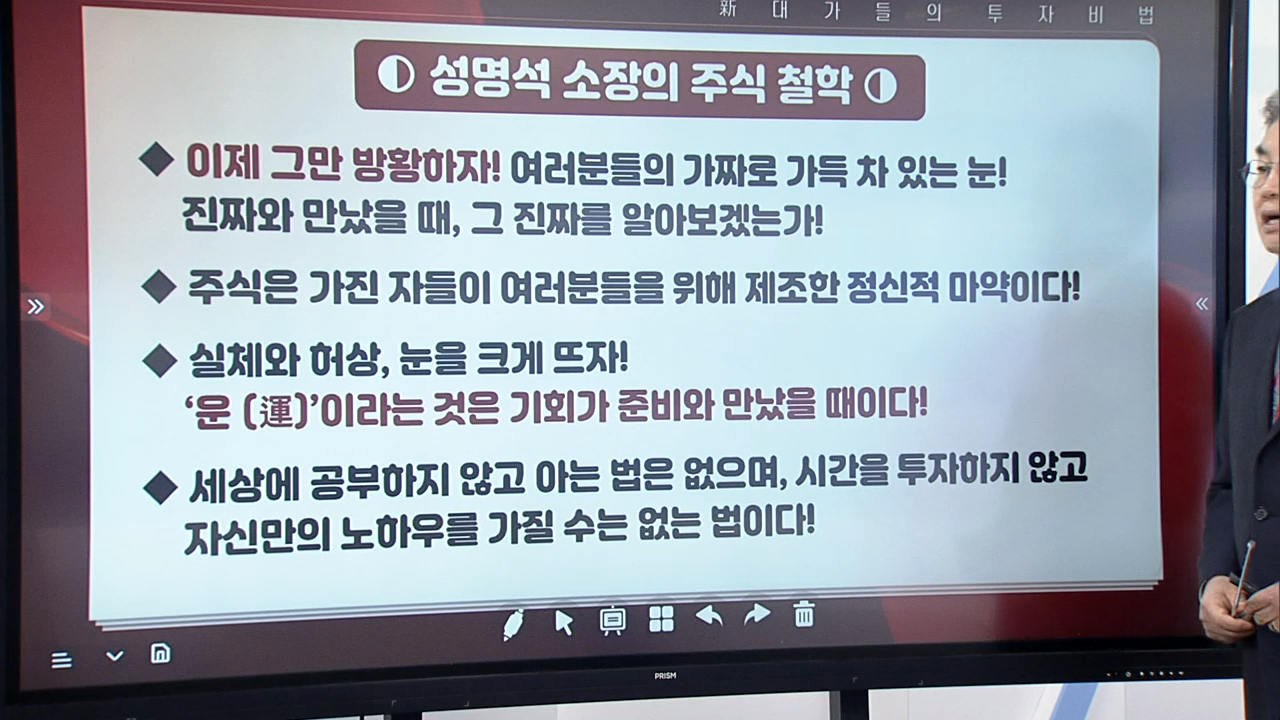 新 대 가 들 의 투 자 비 법
성명석 소장의 주식 철학
이제 그만 방황하자! 여러분들의 가짜로 가득 차 있는 눈!
진짜와 만났을 때, 그 진짜를 알아보겠는가!
주식은 가진 자들이 여러분들을 위해 제조한 정신적 마약이다!
실체와 허상, 눈을 크게 뜨자!
‘운 (運)’이라는 것은 기회가 준비와 만났을 때이다!
세상에 공부하지 않고 아는 법은 없으며, 시간을 투자하지 않고
자신만의 노하우를 가질 수는 없는 법이다!
PRISM